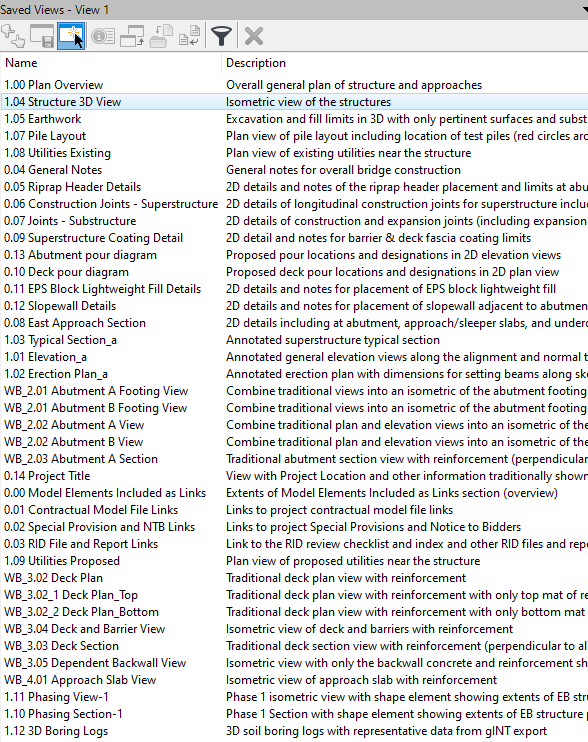 Saved Views - View 1
Name Description
1.00 Plan Overview Overall general plan of structure and approaches
1.04 Structure 3D View Isometric view of the structures
1.05 Earthwork Excavation and fill limits in 3D with only pertinent surfaces and subst
1.07 Pile Layout Plan view of pile layout including location of test piles (red circles aro
1.08 Utilities Existing Plan view of existing utilities near the structure
0.04 General Notes General notes for overall bridge construction
0.05 Riprap Header Details 2D details and notes of the riprap header placement and limits at abu
0.06 Construction Joints - Superstructure 2D details of longitudinal construction joints for superstructure inclu
0.07 Joints - Substructure 2D details of construction and expansion joints (including expansion
0.09 Superstructure Coating Detail 2D detail and notes for barrier & deck fascia coating limits
0.13 Abutment pour diagram Proposed pour locations and designations in 2D elevation views
0.10 Deck pour diagram Proposed deck pour locations and designations in 2D plan view
0.11 EPS Block Lightweight Fill Details 2D details and notes for placement of EPS block lightweight fill
0.12 Slopewall Details 2D details and notes for placement of slopewall adjacent to abutmen
0.08 East Approach Section 2D details including at abutment, approach/sleeper slabs, and underd
1.03 Typical Section_a Annotated superstructure typical section
1.01 Elevation_a Annotated general elevation views along the alignment and normal t
1.02 Erection Plan_a Annotated erection plan with dimensions for setting beams along ske
WB_2.01 Abutment A Footing View Combine traditional views into an isometric of the abutment footing
WB_2.01 Abutment B Footing View Combine traditional views into an isometric of the abutment footing
WB_2.02 Abutment A View Combine traditional plan and elevation views into an isometric of the
WB_2.02 Abutment B View Combine traditional plan and elevation views into an isometric of the
WB_2.03 Abutment A Section Traditional abutment section view with reinforcement (perpendicular
0.14 Project Title View with Project Location and other information traditionally shown
0.00 Model Elements Included as Links Extents of Model Elements Included as Links section (overview)
0.01 Contractual Model File Links Links to project contractual model file links
0.02 Special Provision and NTB Links Links to project Special Provisions and Notice to Bidders
0.03 RID File and Report Links Link to the RID review checklist and index and other RID files and repo
1.09 Utilities Proposed Plan view of proposed utilities near the structure
WB_3.02 Deck Plan Traditional deck plan view with reinforcement
WB_3.02_1 Deck Plan_Top Traditional deck plan view with reinforcement with only top mat of re
WB_3.02_2 Deck Plan_Bottom Traditional deck plan view with reinforcement with only bottom mat
WB_3.04 Deck and Barrier View Isometric view of deck and barriers with reinforcement
WB_3.03 Deck Section Traditional deck section view with reinforcement (perpendicular to al
WB_3.05 Dependent Backwall View Isometric view with only the backwall concrete and reinforcement sh
WB_4.01 Approach Slab View Isometric view of approach slab with reinforcement
1.11 Phasing View-1 Phase 1 isometric view with shape element showing extents of EB str
1.10 Phasing Section-1 Phase 1 Section with shape element showing extents of EB structure
1.12 3D Boring Logs 3D soil boring logs with representative data from gINT export